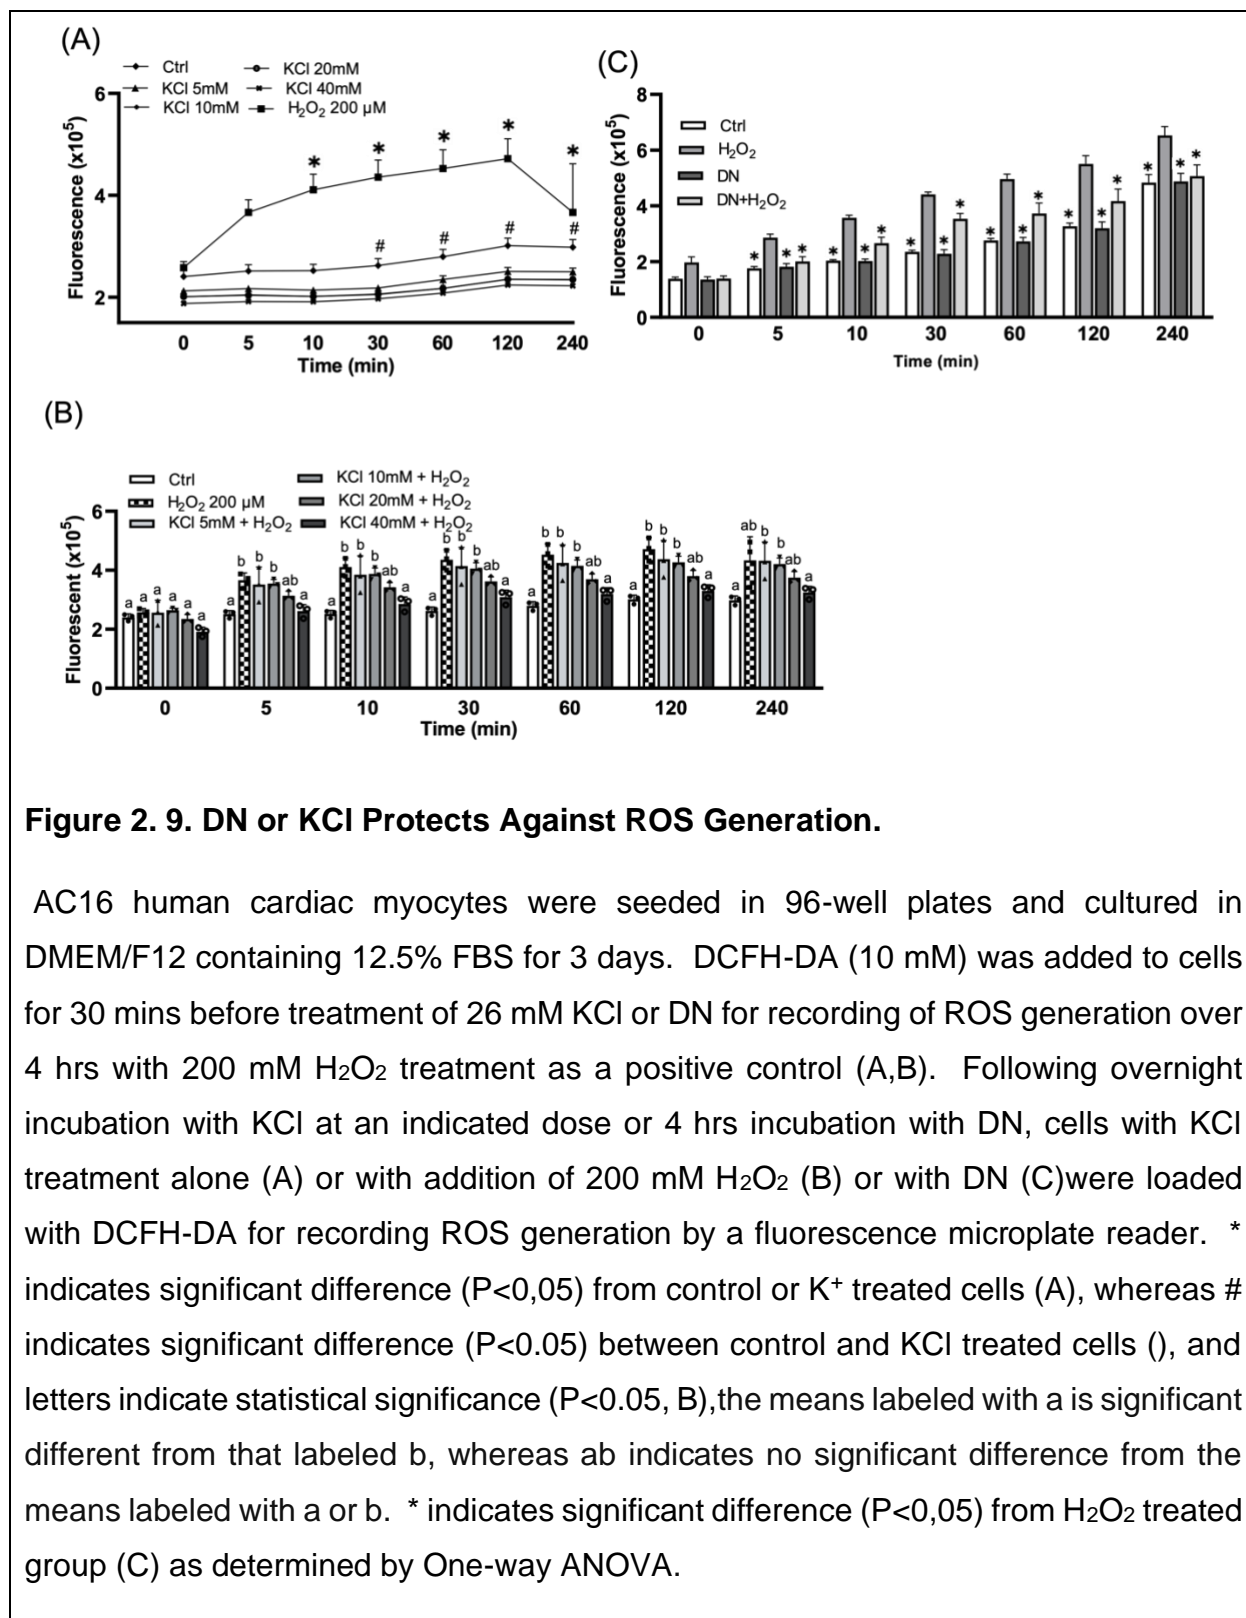 (A)
Ctrl
KCl 5mM
KCl 10mM
KCl 20mM
KCl 40mM
H₂O₂ 200 µM
Fluorescence (x10⁵)
6
4
2
* * * * *
# # # #
0 5 10 30 60 120 240
Time (min)
(C)
Ctrl
H₂O₂
DN
DN+H₂O₂
Fluorescence (x10⁵)
8
6
4
2
0
* * * * * * * * * * * * * * * * * *
0 5 10 30 60 120 240
Time (min)
(B)
Ctrl
H₂O₂ 200 µM
KCl 5mM + H₂O₂
KCl 10mM + H₂O₂
KCl 20mM + H₂O₂
KCl 40mM + H₂O₂
Fluorescent (x10⁵)
6
4
2
0
a a a a a a
a b b b ab a
a b b b ab a
a b b b ab a
a b b b ab a
a b b b ab a
a ab b b ab a
0 5 10 30 60 120 240
Time (min)
Figure 2. 9. DN or KCl Protects Against ROS Generation.
AC16 human cardiac myocytes were seeded in 96-well plates and cultured in
DMEM/F12 containing 12.5% FBS for 3 days. DCFH-DA (10 mM) was added to cells
for 30 mins before treatment of 26 mM KCl or DN for recording of ROS generation over
4 hrs with 200 mM H₂O₂ treatment as a positive control (A,B). Following overnight
incubation with KCl at an indicated dose or 4 hrs incubation with DN, cells with KCl
treatment alone (A) or with addition of 200 mM H₂O₂ (B) or with DN (C)were loaded
with DCFH-DA for recording ROS generation by a fluorescence microplate reader. *
indicates significant difference (P<0,05) from control or K⁺ treated cells (A), whereas #
indicates significant difference (P<0.05) between control and KCl treated cells (), and
letters indicate statistical significance (P<0.05, B),the means labeled with a is significant
different from that labeled b, whereas ab indicates no significant difference from the
means labeled with a or b. * indicates significant difference (P<0,05) from H₂O₂ treated
group (C) as determined by One-way ANOVA.